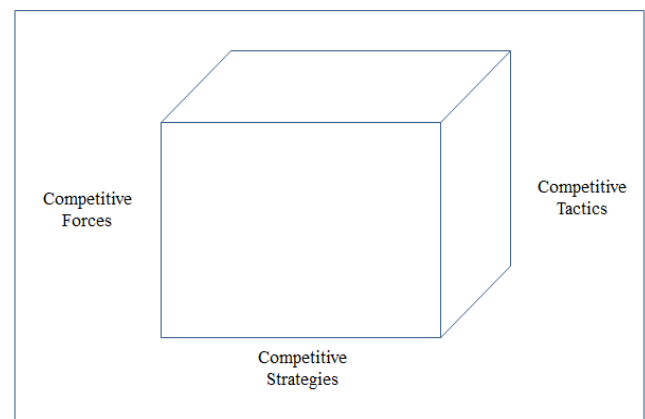 Competitive
Forces
Competitive
Tactics
Competitive
Strategies